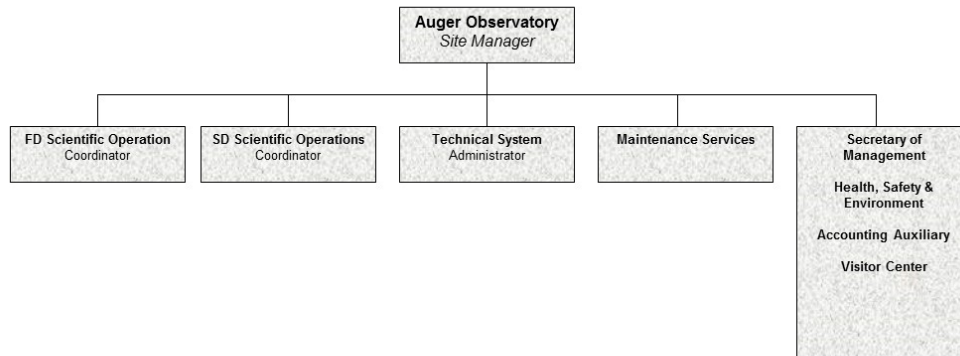 Auger Observatory
Site Manager
FD Scientific Operation
Coordinator
SD Scientific Operations
Coordinator
Technical System
Administrator
Maintenance Services
Secretary of
Management
Health, Safety &
Environment
Accounting Auxiliary
Visitor Center